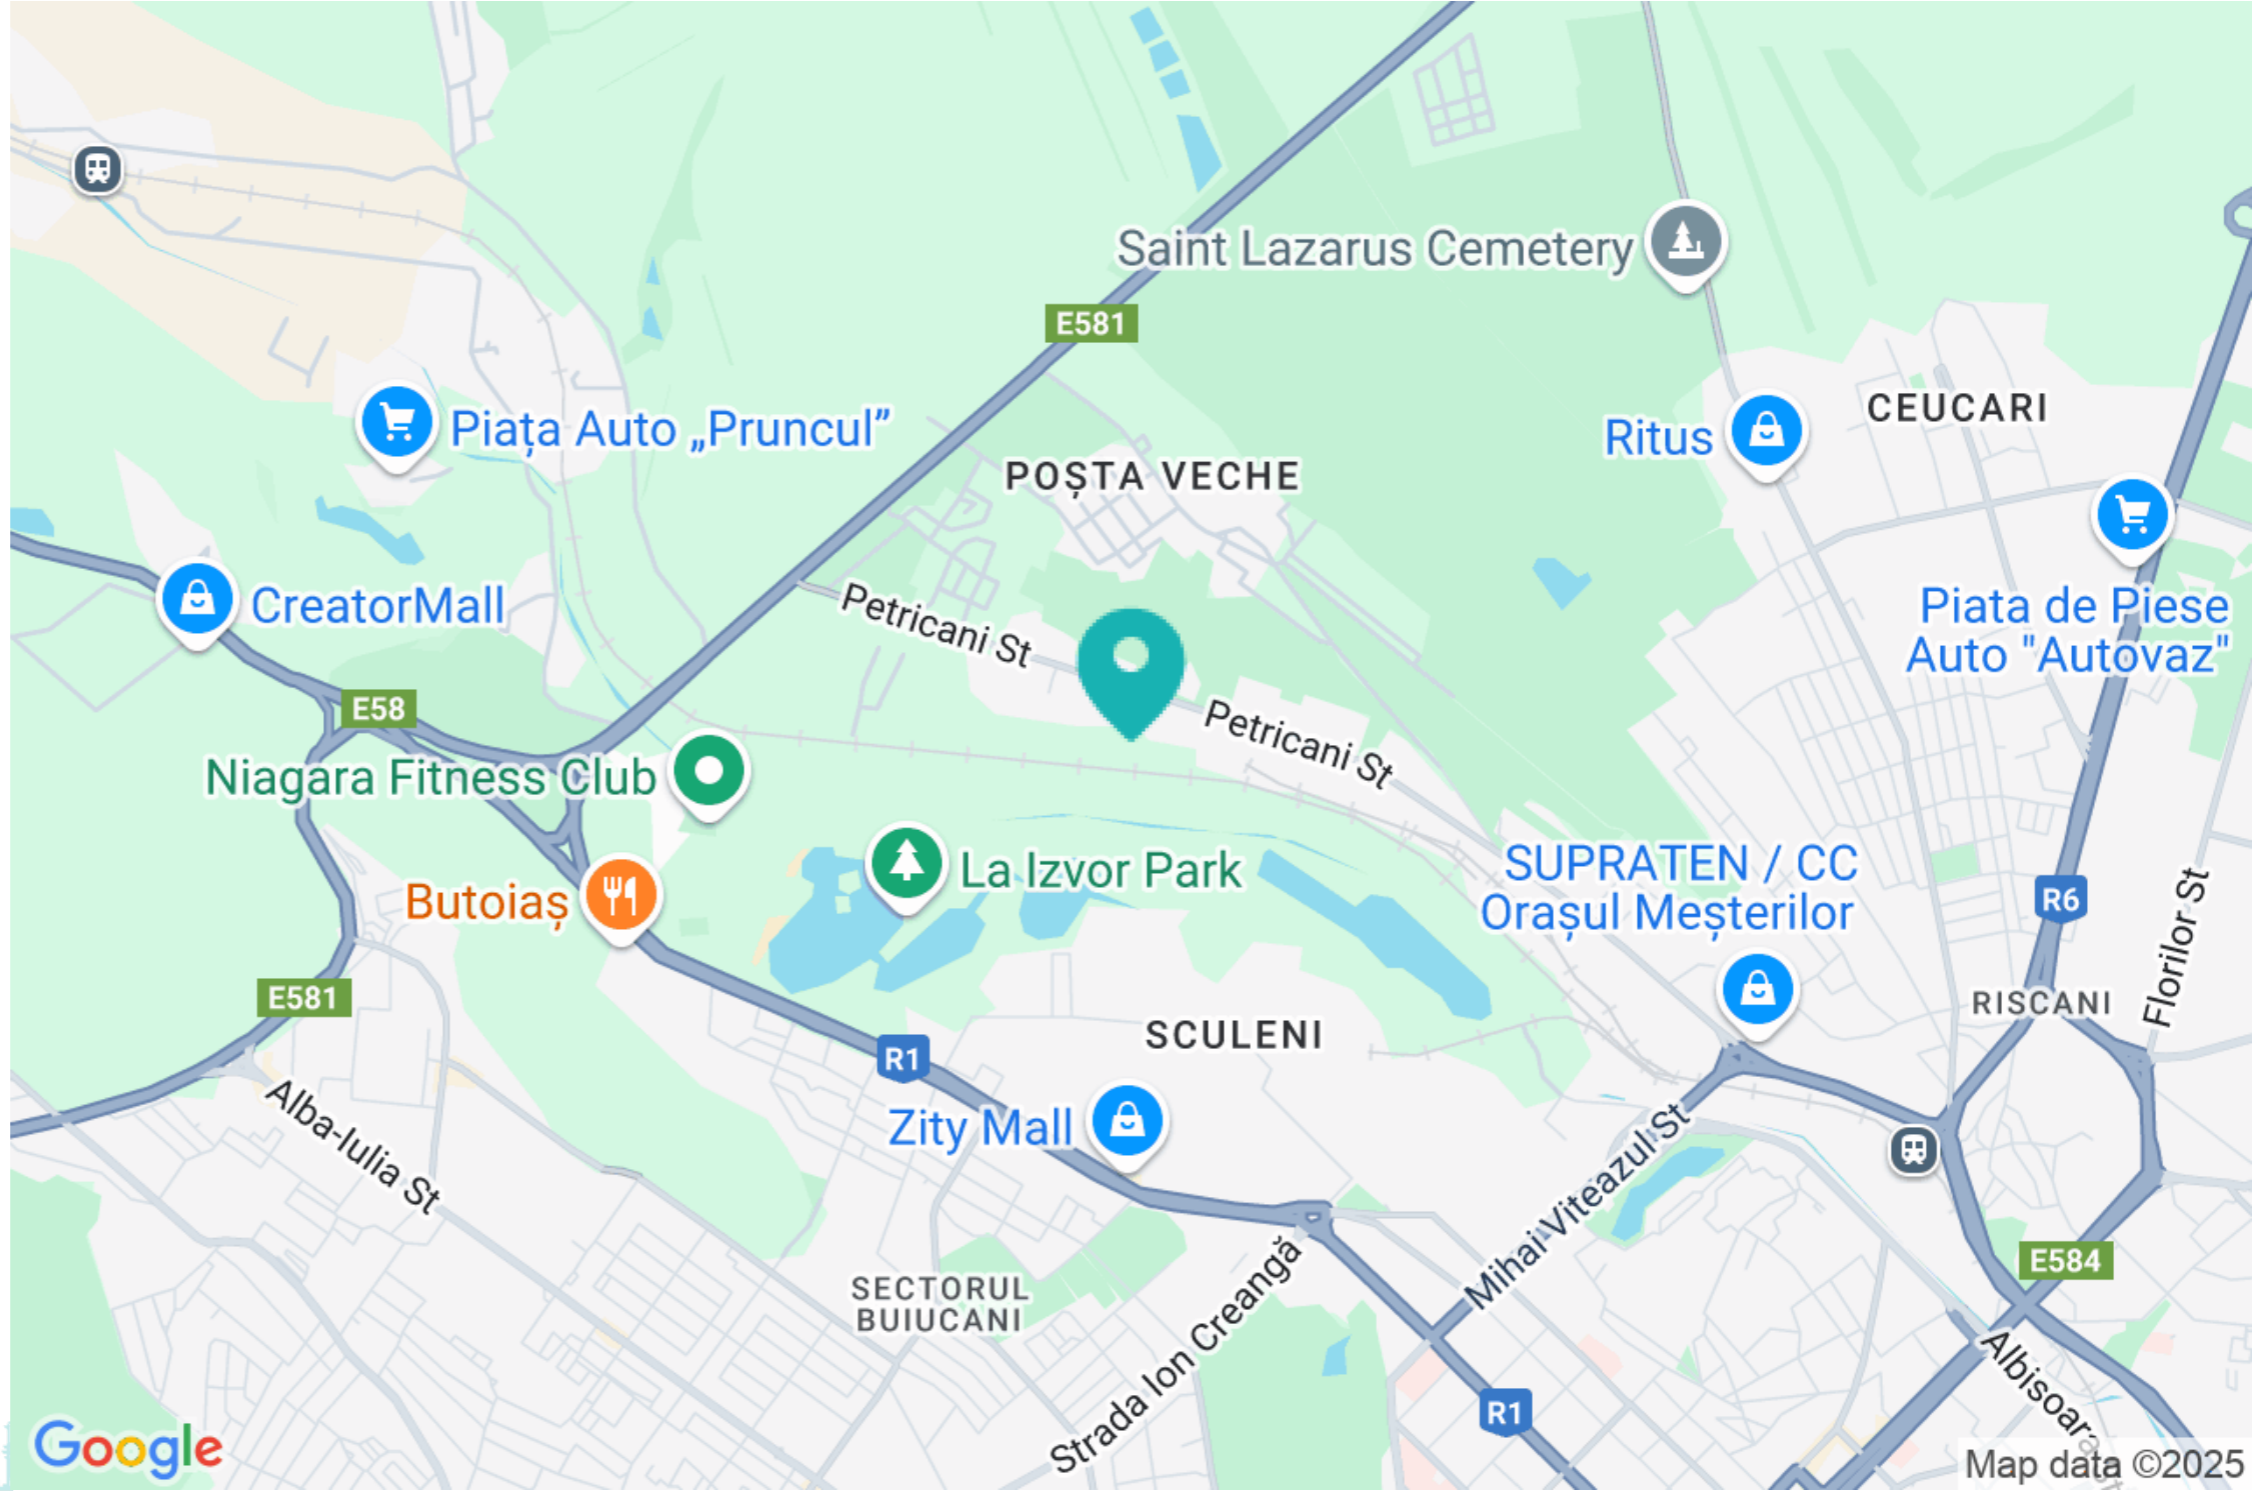 Saint Lazarus Cemetery
E581
CEUCARI
Piața Auto „Pruncul”
Ritus
POȘTA VECHE
CreatorMall
Petricani St
Piata de Piese
Auto "Autovaz"
E58
Petricani St
Niagara Fitness Club
La Izvor Park
SUPRATEN / CC
Orașul Meșterilor
Butoiaș
R6
Florilor St
E581
RISCANI
SCULENI
R1
Alba-Iulia St
Zity Mall
Mihai Viteazul St
E584
SECTORUL
BUIUCANI
Strada Ion Creangă
Albisoara St
R1
Google
Map data ©2025